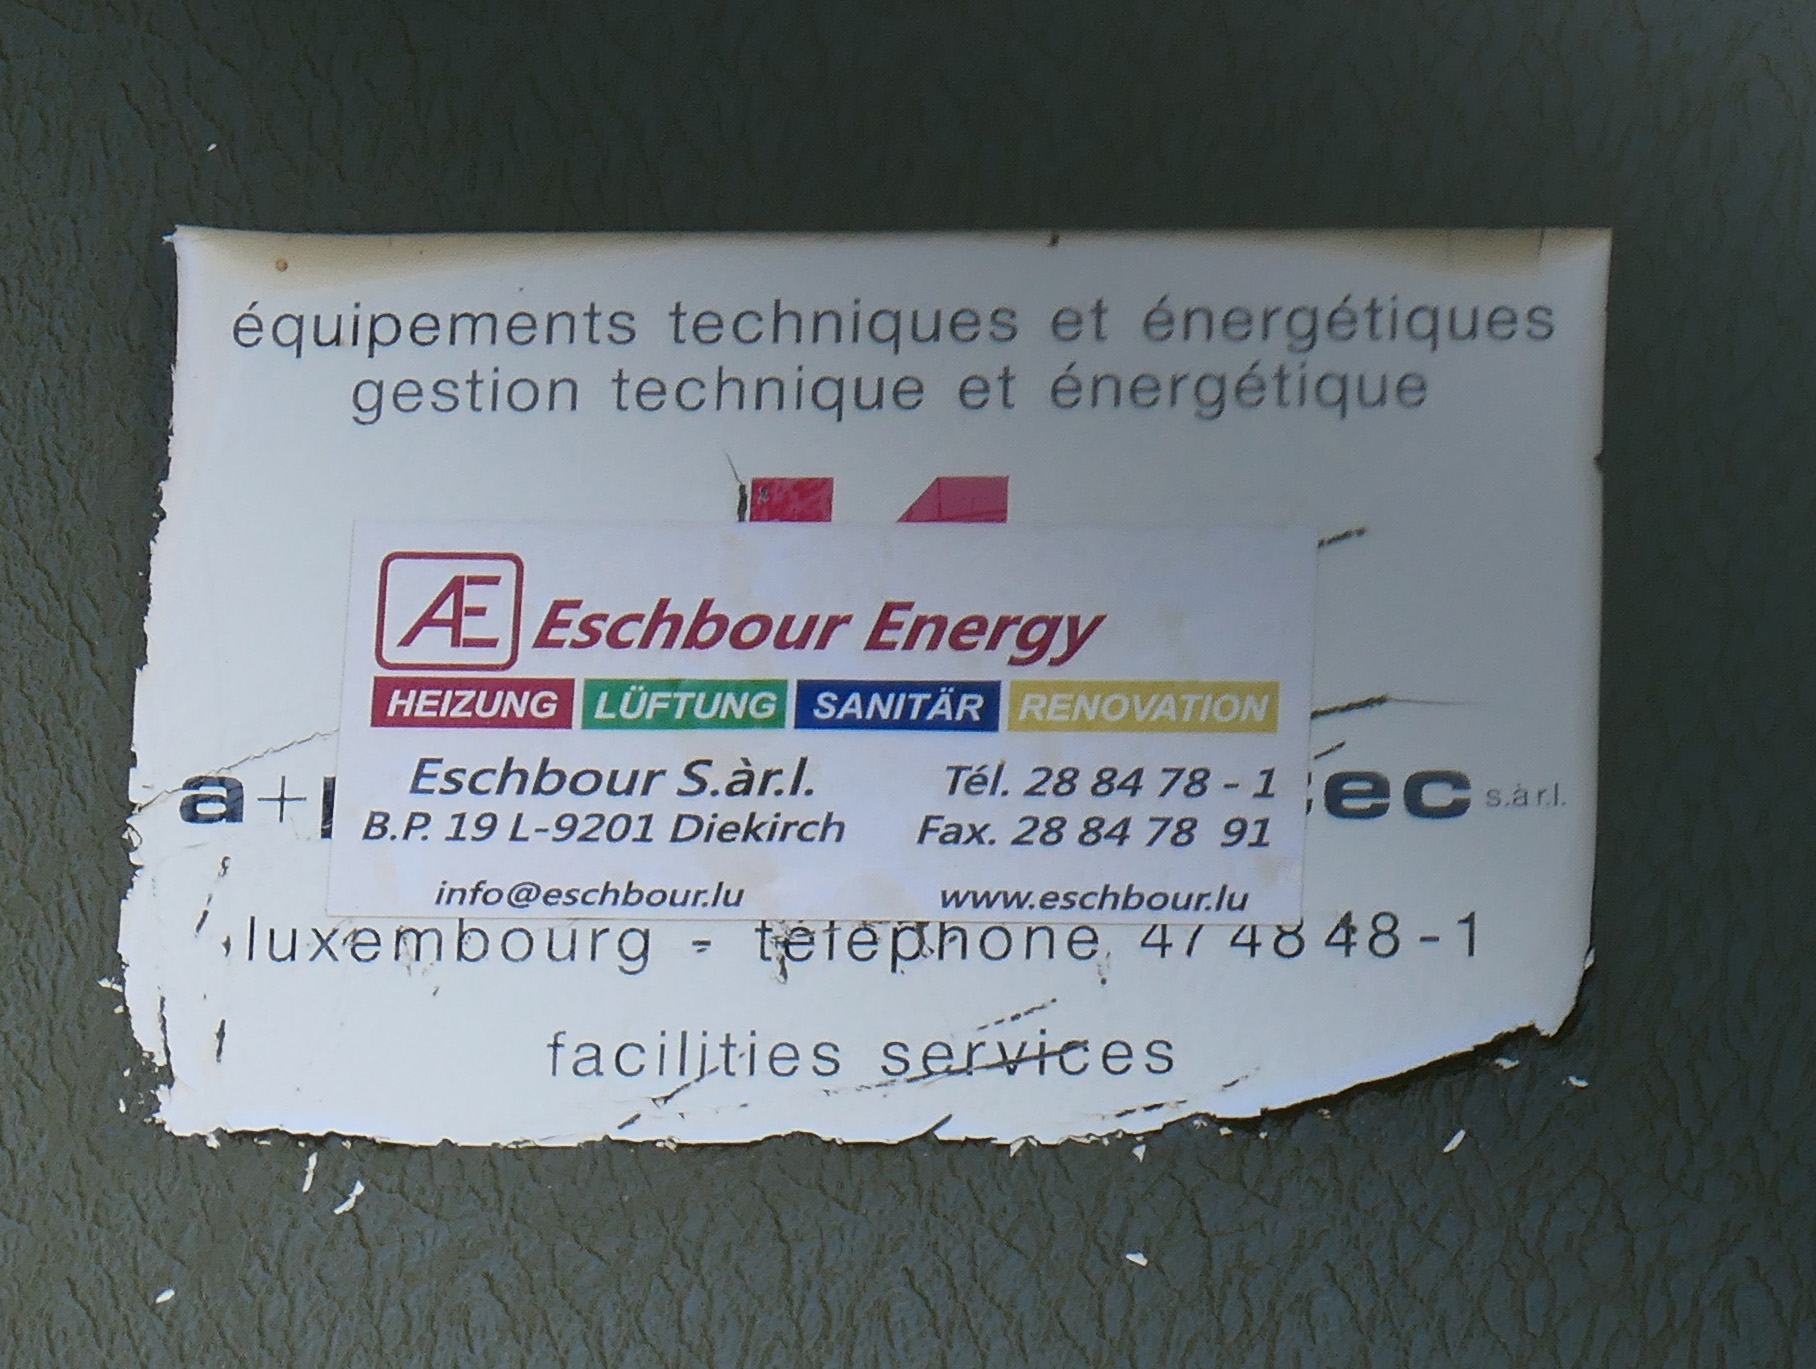 équipements techniques et énergétiques
gestion technique et énergétique
Æ Eschbour Energy
HEIZUNG LÜFTUNG SANITÄR RENOVATION
Eschbour S.àr.l. Tél. 28 84 78 - 1
B.P. 19 L-9201 Diekirch Fax. 28 84 78 91
info@eschbour.lu www.eschbour.lu
s.à r.l.
luxembourg - telephone 47 48 48 - 1
facilities services